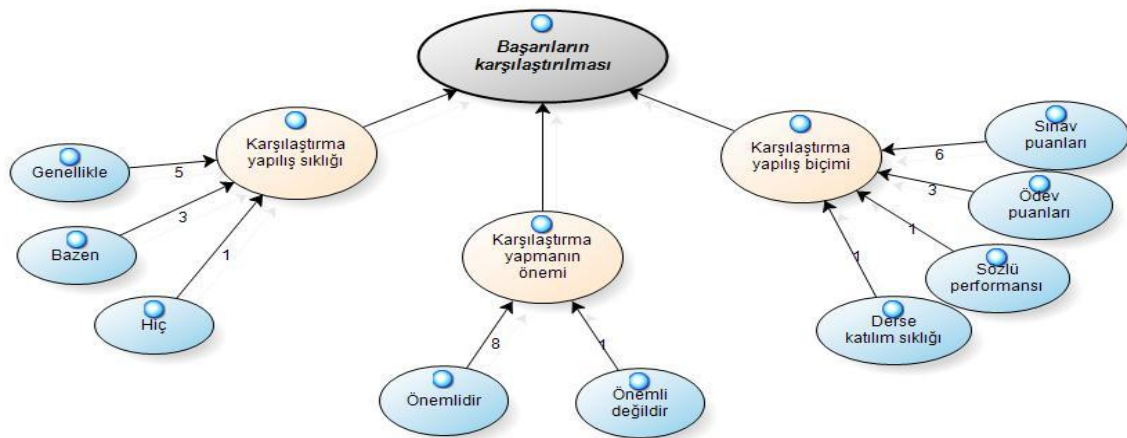 Başarıların
karşılaştırılması
Karşılaştırma
yapılış sıklığı
Genellikle
5
Bazen
3
Hiç
1
Karşılaştırma
yapmanın
önemi
Önemlidir
8
Önemli
değildir
1
Karşılaştırma
yapılış biçimi
Sınav
puanları
6
Ödev
puanları
3
Sözlü
performansı
1
Derse
katılım sıklığı
1